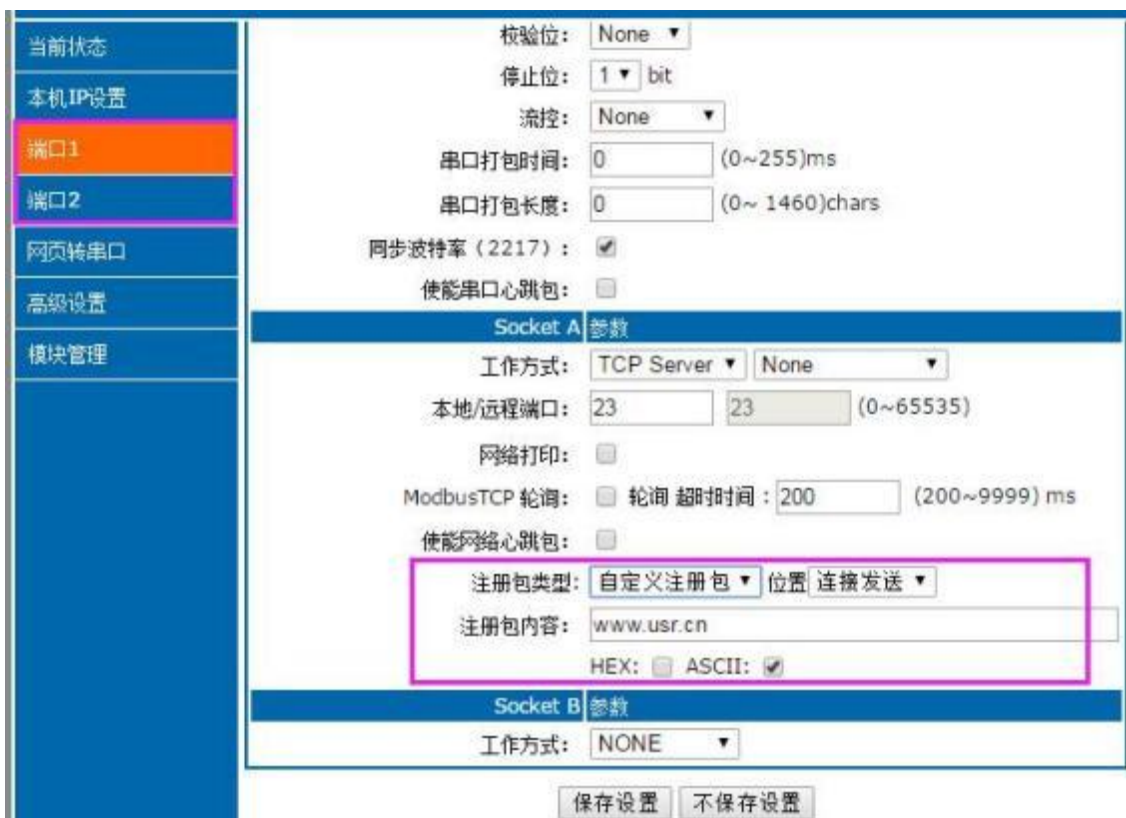 当前状态
本机IP设置
端口1
端口2
网页转串口
高级设置
模块管理
校验位: None
停止位: 1 bit
流控: None
串口打包时间: 0 (0~255)ms
串口打包长度: 0 (0~ 1460)chars
同步波特率(2217):
使能串口心跳包:
Socket A 参数
工作方式: TCP Server None
本地/远程端口: 23 23 (0~65535)
网络打印:
ModbusTCP 轮询: 轮询 超时时间:200 (200~9999) ms
使能网络心跳包:
注册包类型: 自定义注册包 位置 连接发送
注册包内容: www.usr.cn
HEX: ASCII:
Socket B 参数
工作方式: NONE
保存设置 不保存设置